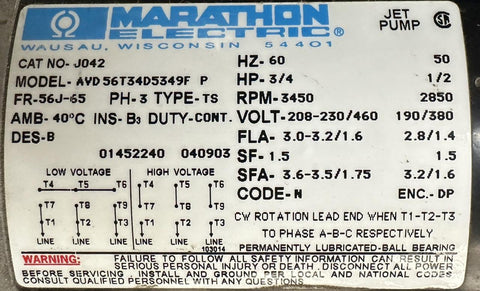 MARATHON
ELECTRIC ®
WAUSAU, WISCONSIN 54401
JET PUMP
CAT NO- J042 HZ- 60 50
MODEL- AVD 56T34D5349F P HP- 3/4 1/2
FR-56J-65 PH-3 TYPE-TS RPM-3450 2850
AMB-40°C INS-B3 DUTY-CONT. VOLT-208-230/460 190/380
DES-B FLA- 3.0-3.2/1.6 2.8/1.4
01452240 040903 SF- 1.5 1.5
LOW VOLTAGE HIGH VOLTAGE SFA- 3.6-3.5/1.75 3.2/1.6
T4 T5 T6 T4 T5 T6 CODE-N ENC.-DP
T7 T8 T9 T7 T8 T9 CW ROTATION LEAD END WHEN T1-T2-T3
T1 T2 T3 T1 T2 T3 TO PHASE A-B-C RESPECTIVELY
LINE LINE LINE LINE LINE LINE 103014 PERMANENTLY LUBRICATED-BALL BEARING
WARNING: FAILURE TO FOLLOW ALL SAFETY INFORMATION CAN RESULT IN
SERIOUS PERSONAL INJURY OR DEATH. DISCONNECT ALL POWER
BEFORE SERVICING. INSTALL AND GROUND PER LOCAL AND NATIONAL CODES
CONSULT QUALIFIED PERSONNEL WITH ANY QUESTIONS